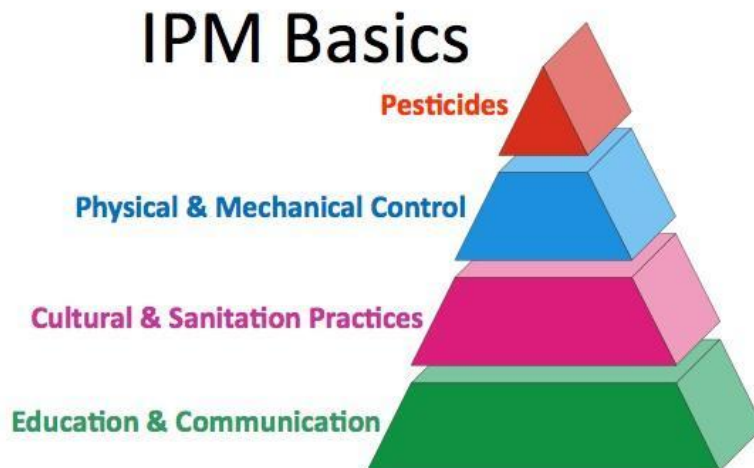 IPM Basics
Pesticides
Physical & Mechanical Control
Cultural & Sanitation Practices
Education & Communication